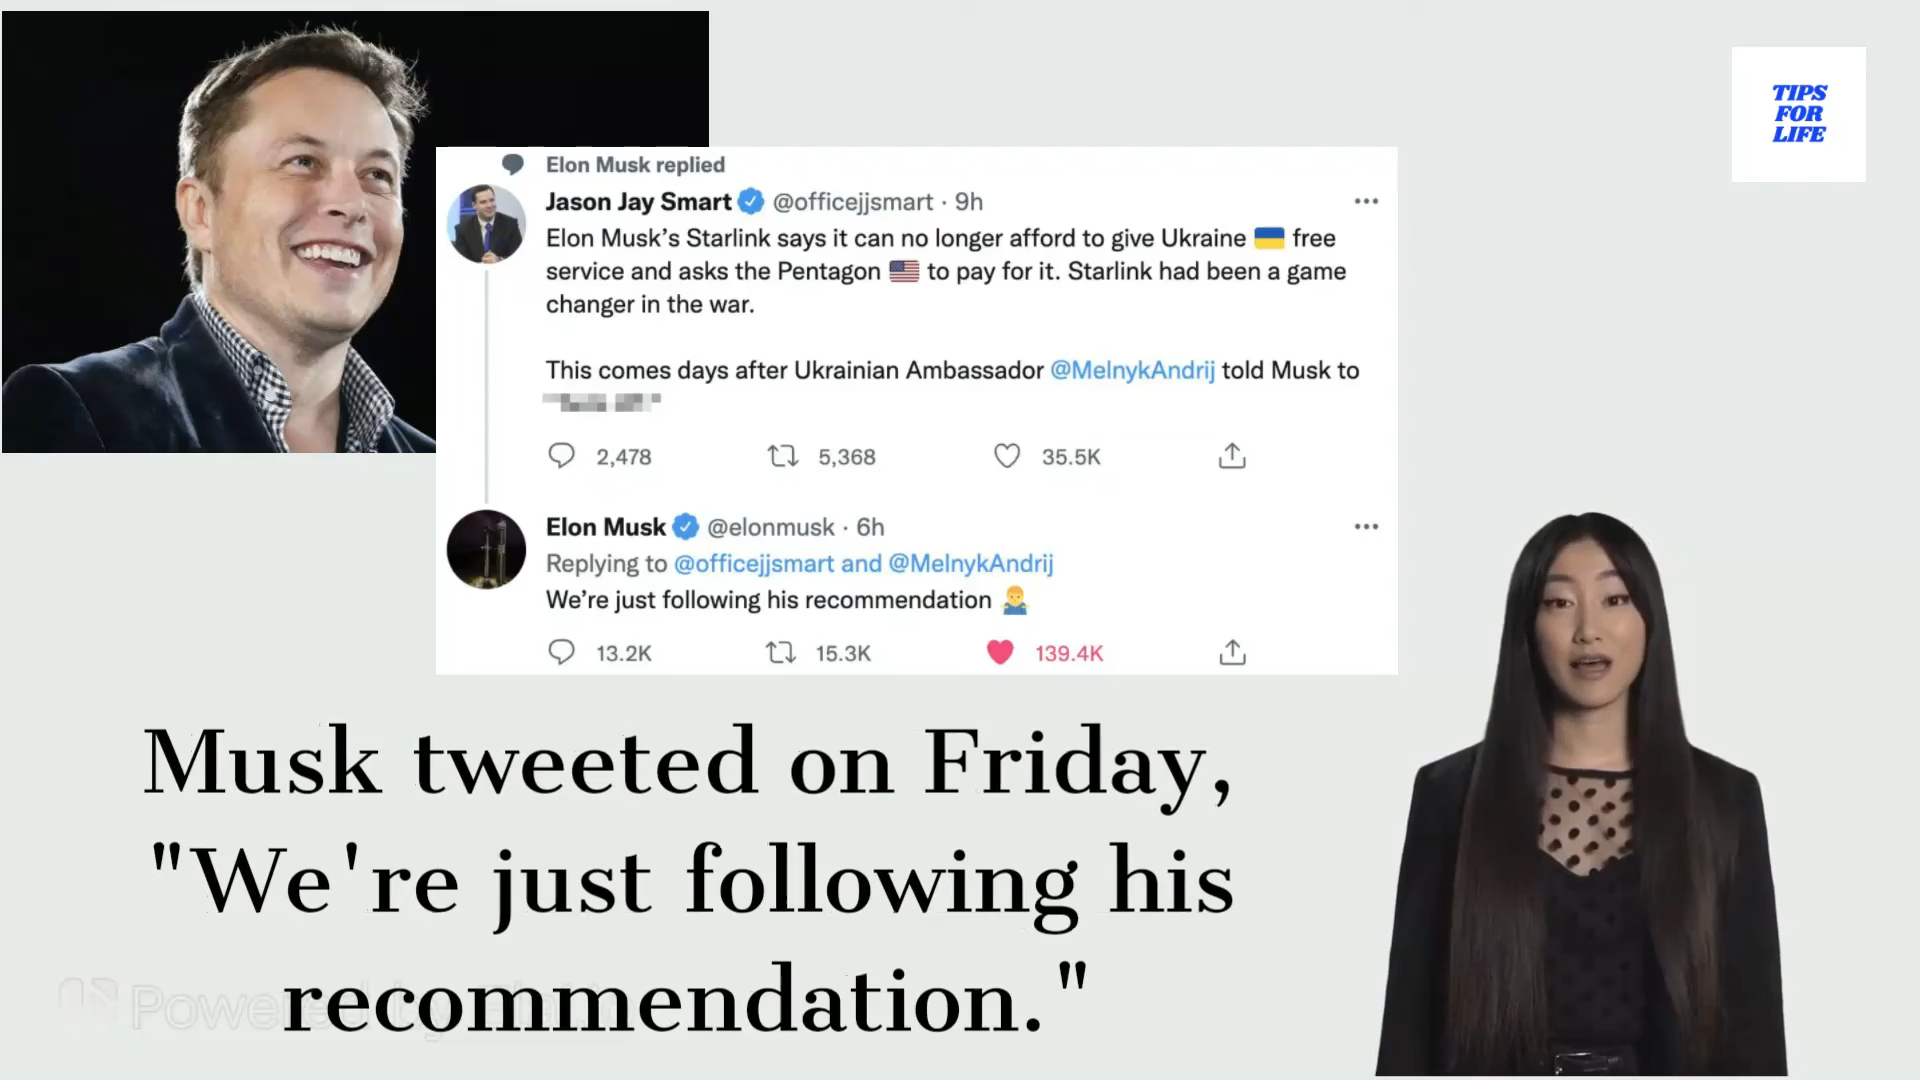 TIPS
FOR
LIFE
Elon Musk replied
Jason Jay Smart @officejjsmart · 9h
Elon Musk’s Starlink says it can no longer afford to give Ukraine 🇺🇦 free
service and asks the Pentagon 🇺🇸 to pay for it. Starlink had been a game
changer in the war.
This comes days after Ukrainian Ambassador @MelnykAndrij told Musk to
2,478 5,368 35.5K
Elon Musk @elonmusk · 6h
Replying to @officejjsmart and @MelnykAndrij
We’re just following his recommendation 🤷‍♂️
13.2K 15.3K 139.4K
Musk tweeted on Friday,
"We're just following his
recommendation."
Powered by